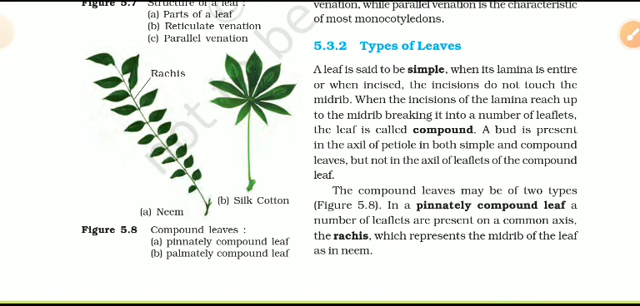 Figure 5.7 Structure of a leaf :
(a) Parts of a leaf
(b) Reticulate venation
(c) Parallel venation
Rachis
(b) Silk Cotton
(a) Neem
Figure 5.8 Compound leaves :
(a) pinnately compound leaf
(b) palmately compound leaf
venation, while parallel venation is the characteristic
of most monocotyledons.
5.3.2 Types of Leaves
A leaf is said to be simple, when its lamina is entire
or when incised, the incisions do not touch the
midrib. When the incisions of the lamina reach up
to the midrib breaking it into a number of leaflets,
the leaf is called compound. A bud is present
in the axil of petiole in both simple and compound
leaves, but not in the axil of leaflets of the compound
leaf.
The compound leaves may be of two types
(Figure 5.8). In a pinnately compound leaf a
number of leaflets are present on a common axis,
the rachis, which represents the midrib of the leaf
as in neem.